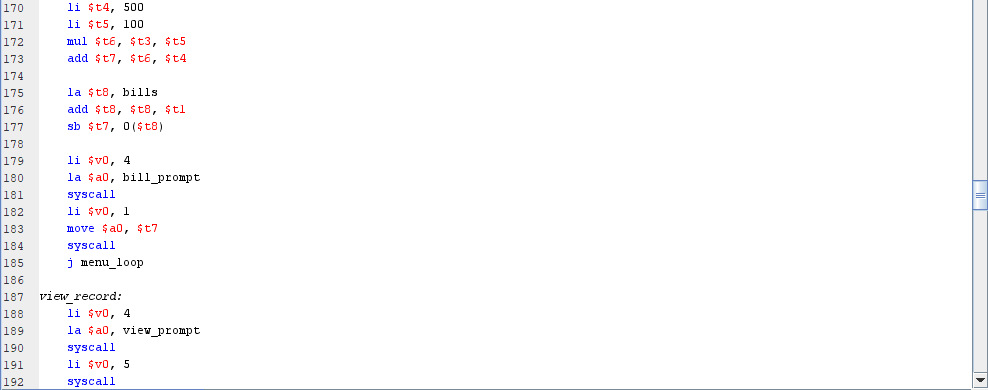 170 li $t4, 500
171 li $t5, 100
172 mul $t6, $t3, $t5
173 add $t7, $t6, $t4
174
175 la $t8, bills
176 add $t8, $t8, $t1
177 sb $t7, 0($t8)
178
179 li $v0, 4
180 la $a0, bill_prompt
181 syscall
182 li $v0, 1
183 move $a0, $t7
184 syscall
185 j menu_loop
186
187 view_record:
188 li $v0, 4
189 la $a0, view_prompt
190 syscall
191 li $v0, 5
192 syscall